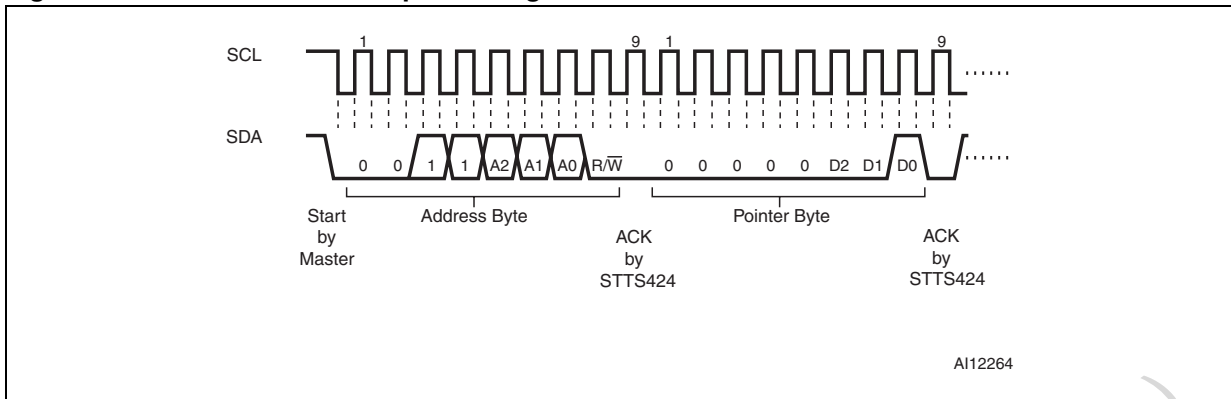 1 9 1 9
SCL
SDA
0 0 1 1 A2 A1 A0 R/W 0 0 0 0 0 D2 D1 D0
Address Byte Pointer Byte
Start
by
Master
ACK
by
STTS424
ACK
by
STTS424
AI12264